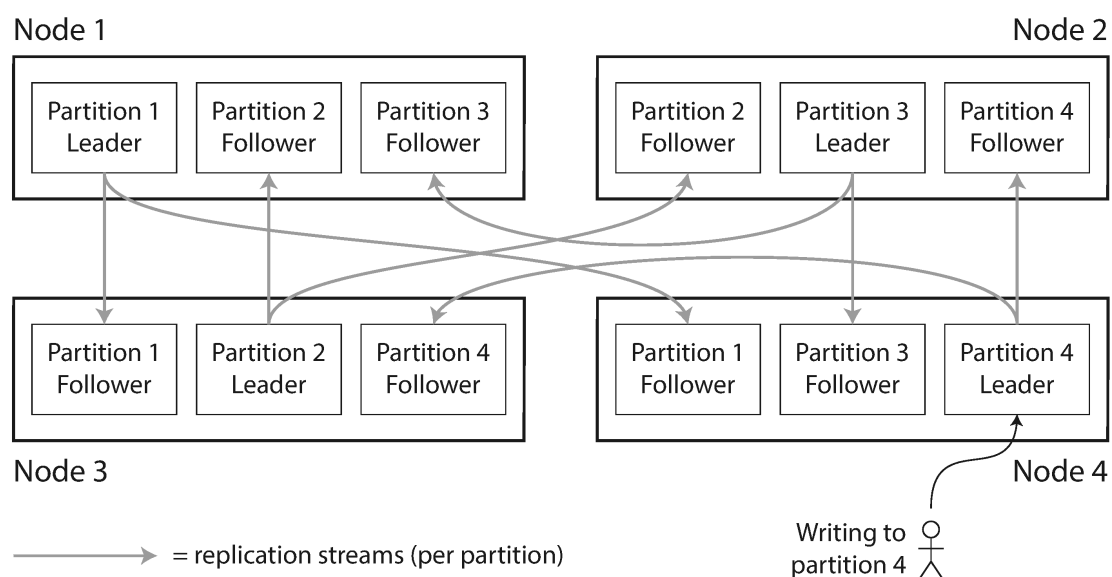 Node 1
Node 2
Partition 1
Leader
Partition 2
Follower
Partition 3
Follower
Partition 2
Follower
Partition 3
Leader
Partition 4
Follower
Partition 1
Follower
Partition 2
Leader
Partition 4
Follower
Partition 1
Follower
Partition 3
Follower
Partition 4
Leader
Node 3
Node 4
= replication streams (per partition)
Writing to
partition 4